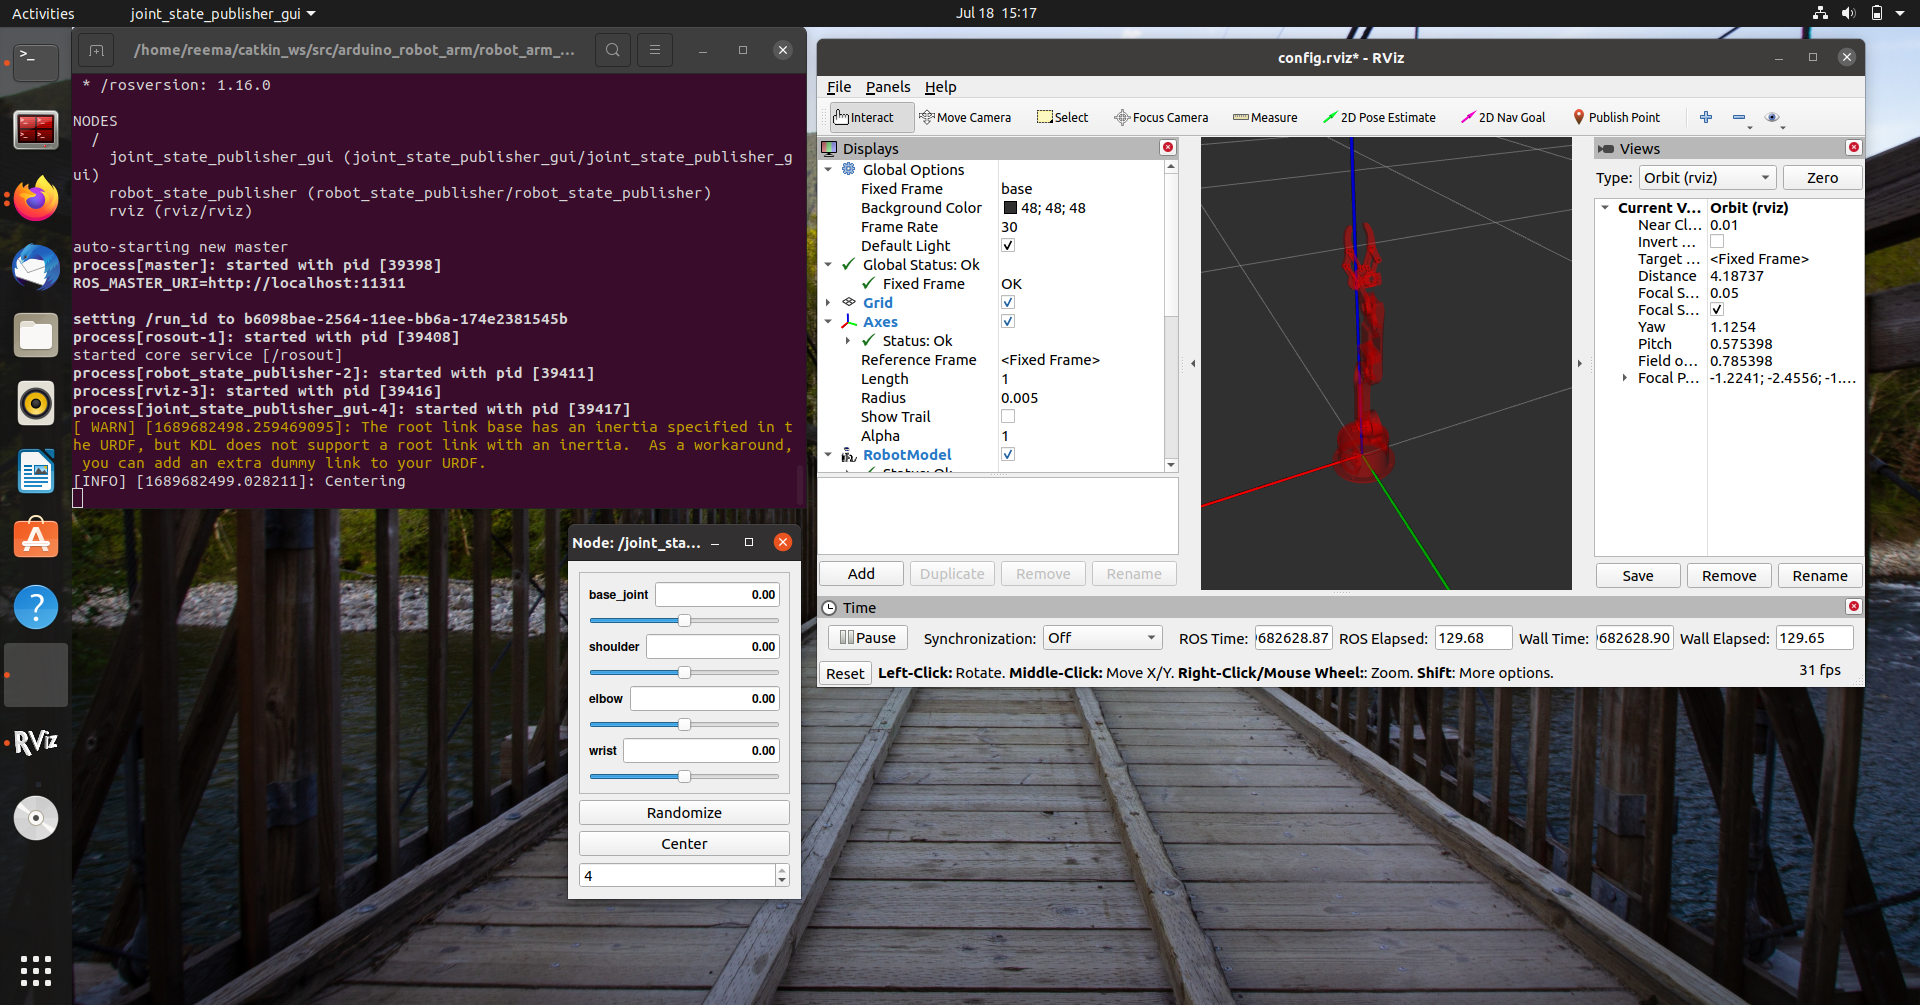 Activities
joint_state_publisher_gui
Jul 18 15:17
/home/reema/catkin_ws/src/arduino_robot_arm/robot_arm_...
* /rosversion: 1.16.0
NODES
/
joint_state_publisher_gui (joint_state_publisher_gui/joint_state_publisher_g
ui)
robot_state_publisher (robot_state_publisher/robot_state_publisher)
rviz (rviz/rviz)
auto-starting new master
process[master]: started with pid [39398]
ROS_MASTER_URI=http://localhost:11311
setting /run_id to b6098bae-2564-11ee-bb6a-174e2381545b
process[rosout-1]: started with pid [39408]
started core service [/rosout]
process[robot_state_publisher-2]: started with pid [39411]
process[rviz-3]: started with pid [39416]
process[joint_state_publisher_gui-4]: started with pid [39417]
[ WARN] [1689682498.259469095]: The root link base has an inertia specified in t
he URDF, but KDL does not support a root link with an inertia.  As a workaround,
you can add an extra dummy link to your URDF.
[INFO] [1689682499.028211]: Centering
Node: /joint_sta...
base_joint 0.00
shoulder 0.00
elbow 0.00
wrist 0.00
Randomize
Center
4
RViz
config.rviz* - RViz
File Panels Help
Interact Move Camera Select Focus Camera Measure 2D Pose Estimate 2D Nav Goal Publish Point
Displays
Global Options
Fixed Frame base
Background Color 48; 48; 48
Frame Rate 30
Default Light
Global Status: Ok
Fixed Frame OK
Grid
Axes
Status: Ok
Reference Frame <Fixed Frame>
Length 1
Radius 0.005
Show Trail
Alpha 1
RobotModel
Status: Ok
Add Duplicate Remove Rename
Views
Type: Orbit (rviz) Zero
Current V... Orbit (rviz)
Near Cl... 0.01
Invert ...
Target ... <Fixed Frame>
Distance 4.18737
Focal S... 0.05
Focal S...
Yaw 1.1254
Pitch 0.575398
Field o... 0.785398
Focal P... -1.2241; -2.4556; -1....
Save Remove Rename
Time
Pause Synchronization: Off ROS Time: 682628.87 ROS Elapsed: 129.68 Wall Time: 682628.90 Wall Elapsed: 129.65
Reset Left-Click: Rotate. Middle-Click: Move X/Y. Right-Click/Mouse Wheel:: Zoom. Shift: More options. 31 fps